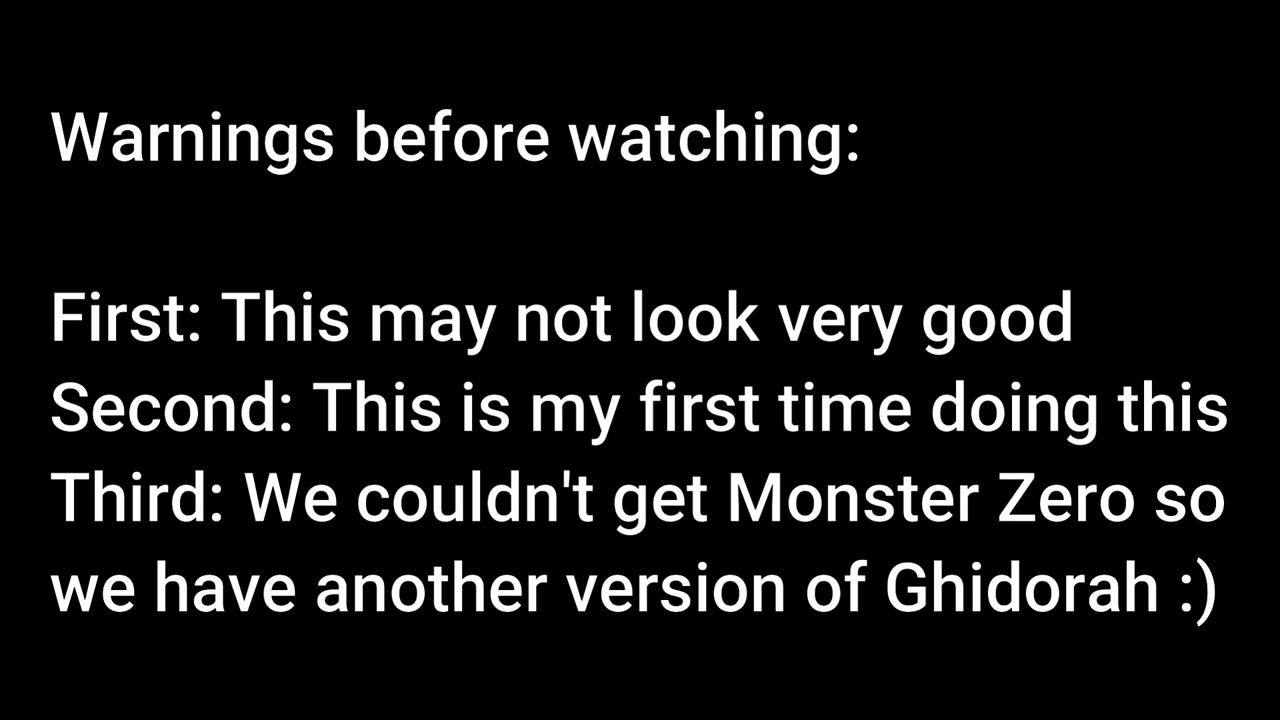 Warnings before watching:
First: This may not look very good
Second: This is my first time doing this
Third: We couldn't get Monster Zero so
we have another version of Ghidorah :)